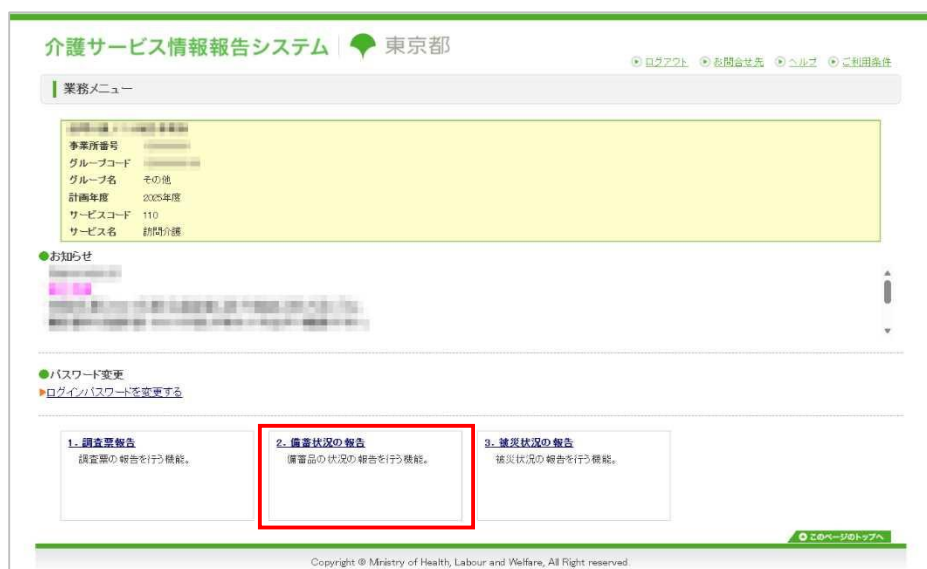 介護サービス情報報告システム 東京都
ログアウト お問合せ先 ヘルプ ご利用条件
業務メニュー
事業所番号
グループコード
グループ名 その他
計画年度 2025年度
サービスコード 110
サービス名 訪問介護
●お知らせ
●パスワード変更
▶ログインパスワードを変更する
1. 調査票報告
調査票の報告を行う機能。
2. 備蓄状況の報告
備蓄品の状況の報告を行う機能。
3. 被災状況の報告
被災状況の報告を行う機能。
このページのトップへ
Copyright © Ministry of Health, Labour and Welfare, All Right reserved.